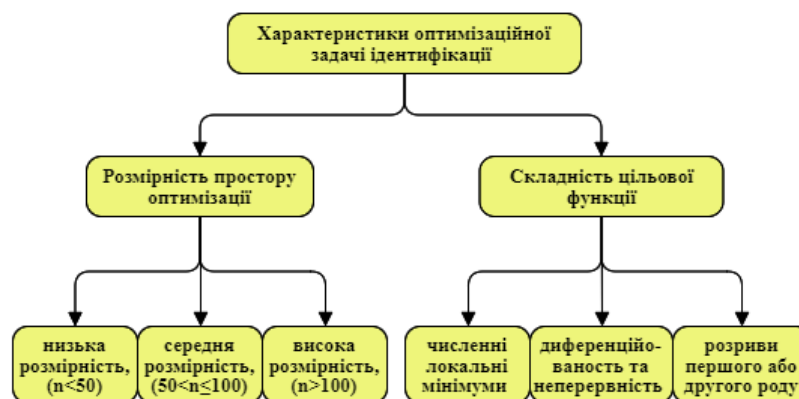 Характеристики оптимізаційної
задачі ідентифікації
Розмірність простору
оптимізації
Складність цільової
функції
низька
розмірність,
(n<50)
середня
розмірність,
(50<n≤100)
висока
розмірність,
(n>100)
численні
локальні
мінімуми
диференційо-
ваность та
неперервність
розриви
першого або
другого роду